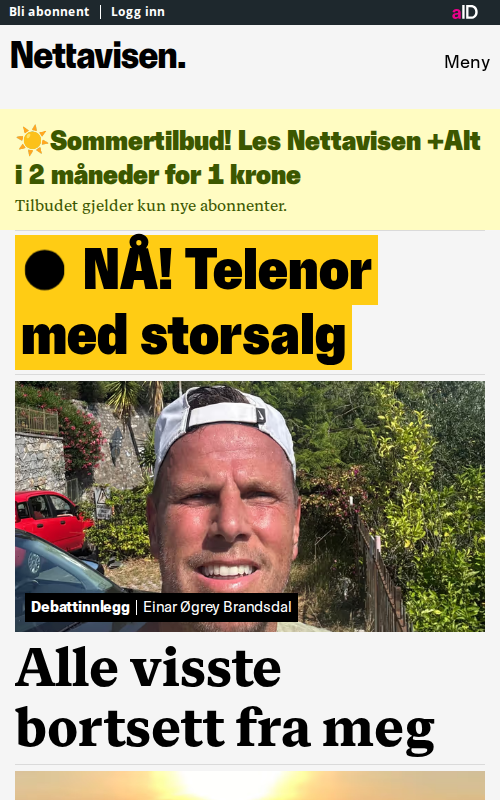 Bli abonnent | Logg inn
aID
Nettavisen.
Meny
Sommertilbud! Les Nettavisen +Alt
i 2 måneder for 1 krone
Tilbudet gjelder kun nye abonnenter.
NÅ! Telenor
med storsalg
Debattinnlegg | Einar Øgrey Brandsdal
Alle visste
bortsett fra meg